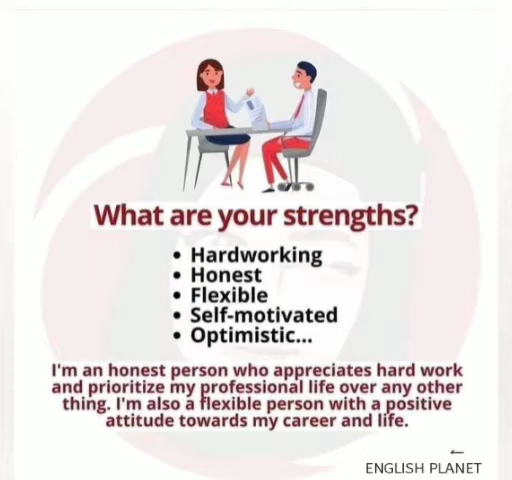 What are your strengths?
• Hardworking
• Honest
• Flexible
• Self-motivated
• Optimistic...
I'm an honest person who appreciates hard work
and prioritize my professional life over any other
thing. I'm also a flexible person with a positive
attitude towards my career and life.
ENGLISH PLANET